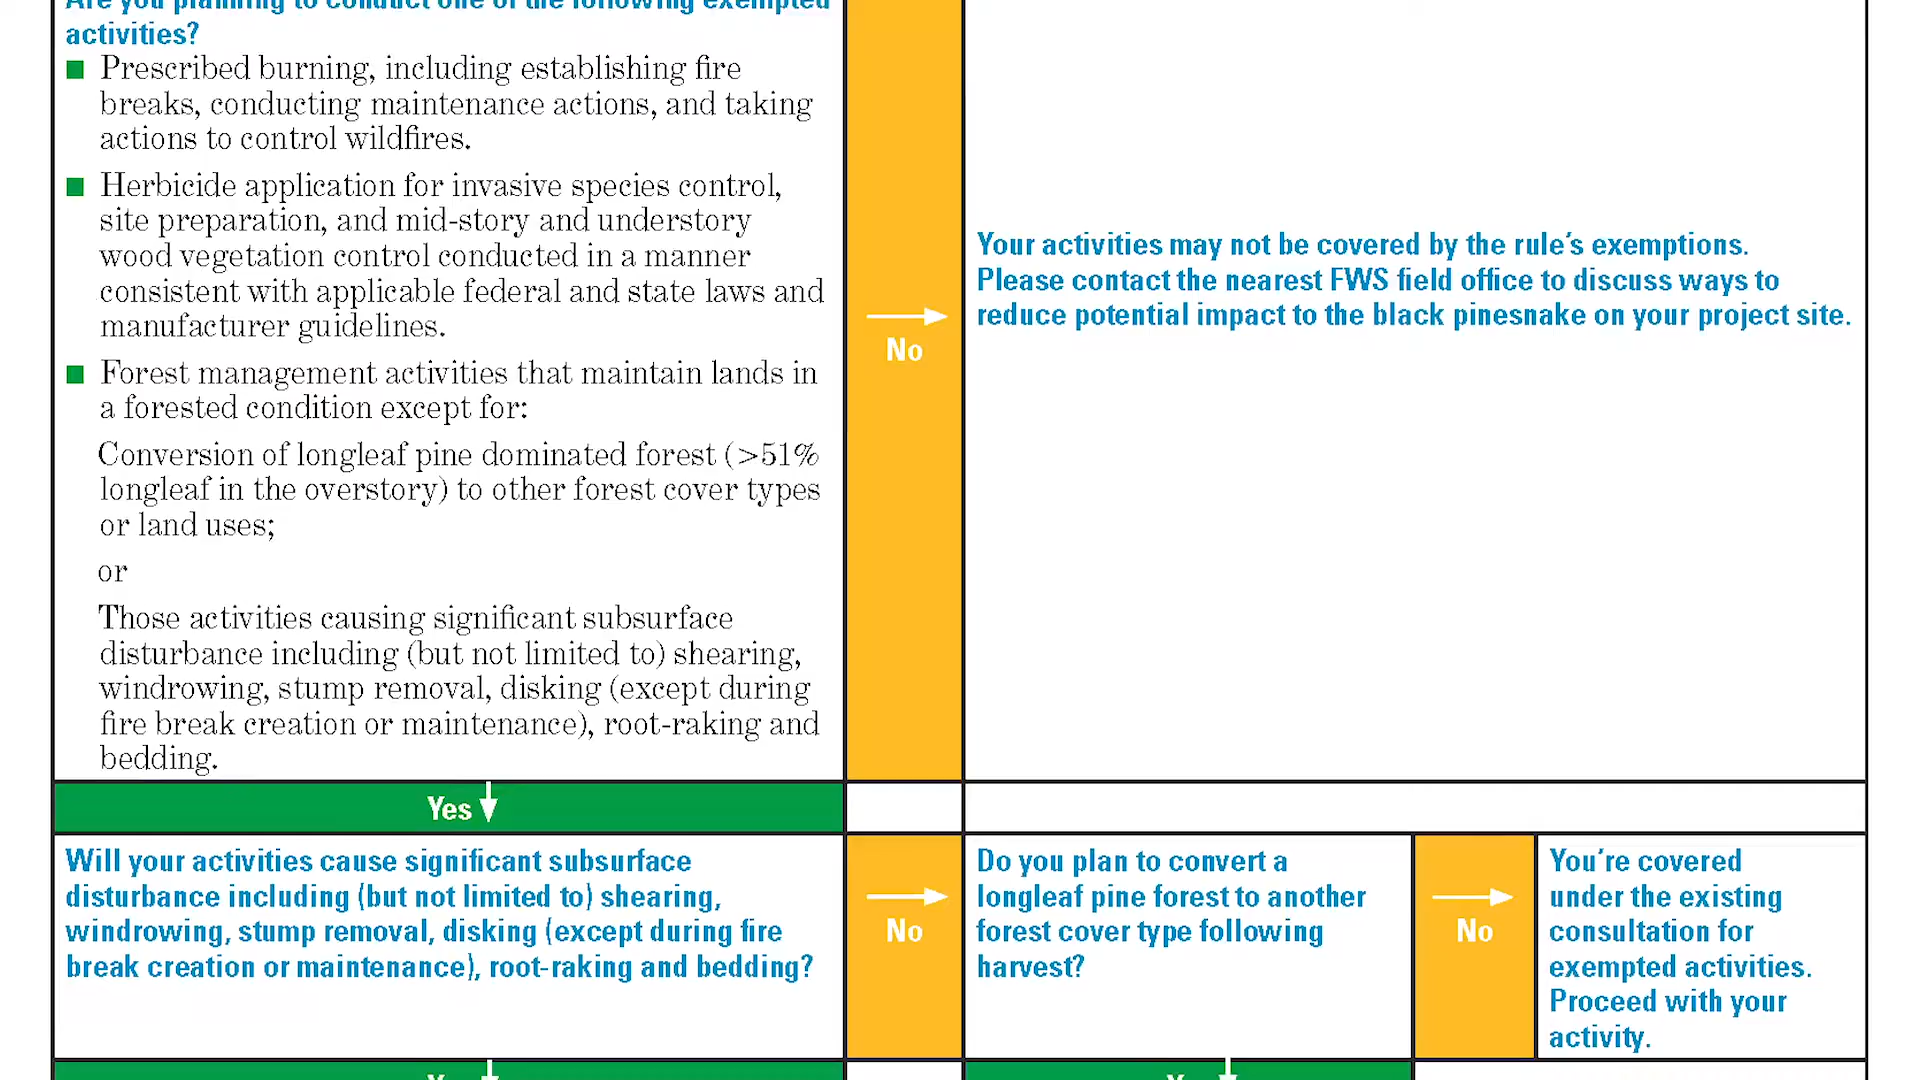 Are you planning to conduct one of the following exempted
activities?
Prescribed burning, including establishing fire
breaks, conducting maintenance actions, and taking
actions to control wildfires.
Herbicide application for invasive species control,
site preparation, and mid-story and understory
wood vegetation control conducted in a manner
consistent with applicable federal and state laws and
manufacturer guidelines.
Forest management activities that maintain lands in
a forested condition except for:
Conversion of longleaf pine dominated forest (>51%
longleaf in the overstory) to other forest cover types
or land uses;
or
Those activities causing significant subsurface
disturbance including (but not limited to) shearing,
windrowing, stump removal, disking (except during
fire break creation or maintenance), root-raking and
bedding.
No
Your activities may not be covered by the rule's exemptions.
Please contact the nearest FWS field office to discuss ways to
reduce potential impact to the black pinesnake on your project site.
Yes
Will your activities cause significant subsurface
disturbance including (but not limited to) shearing,
windrowing, stump removal, disking (except during fire
break creation or maintenance), root-raking and bedding?
No
Do you plan to convert a
longleaf pine forest to another
forest cover type following
harvest?
No
You're covered
under the existing
consultation for
exempted activities.
Proceed with your
activity.